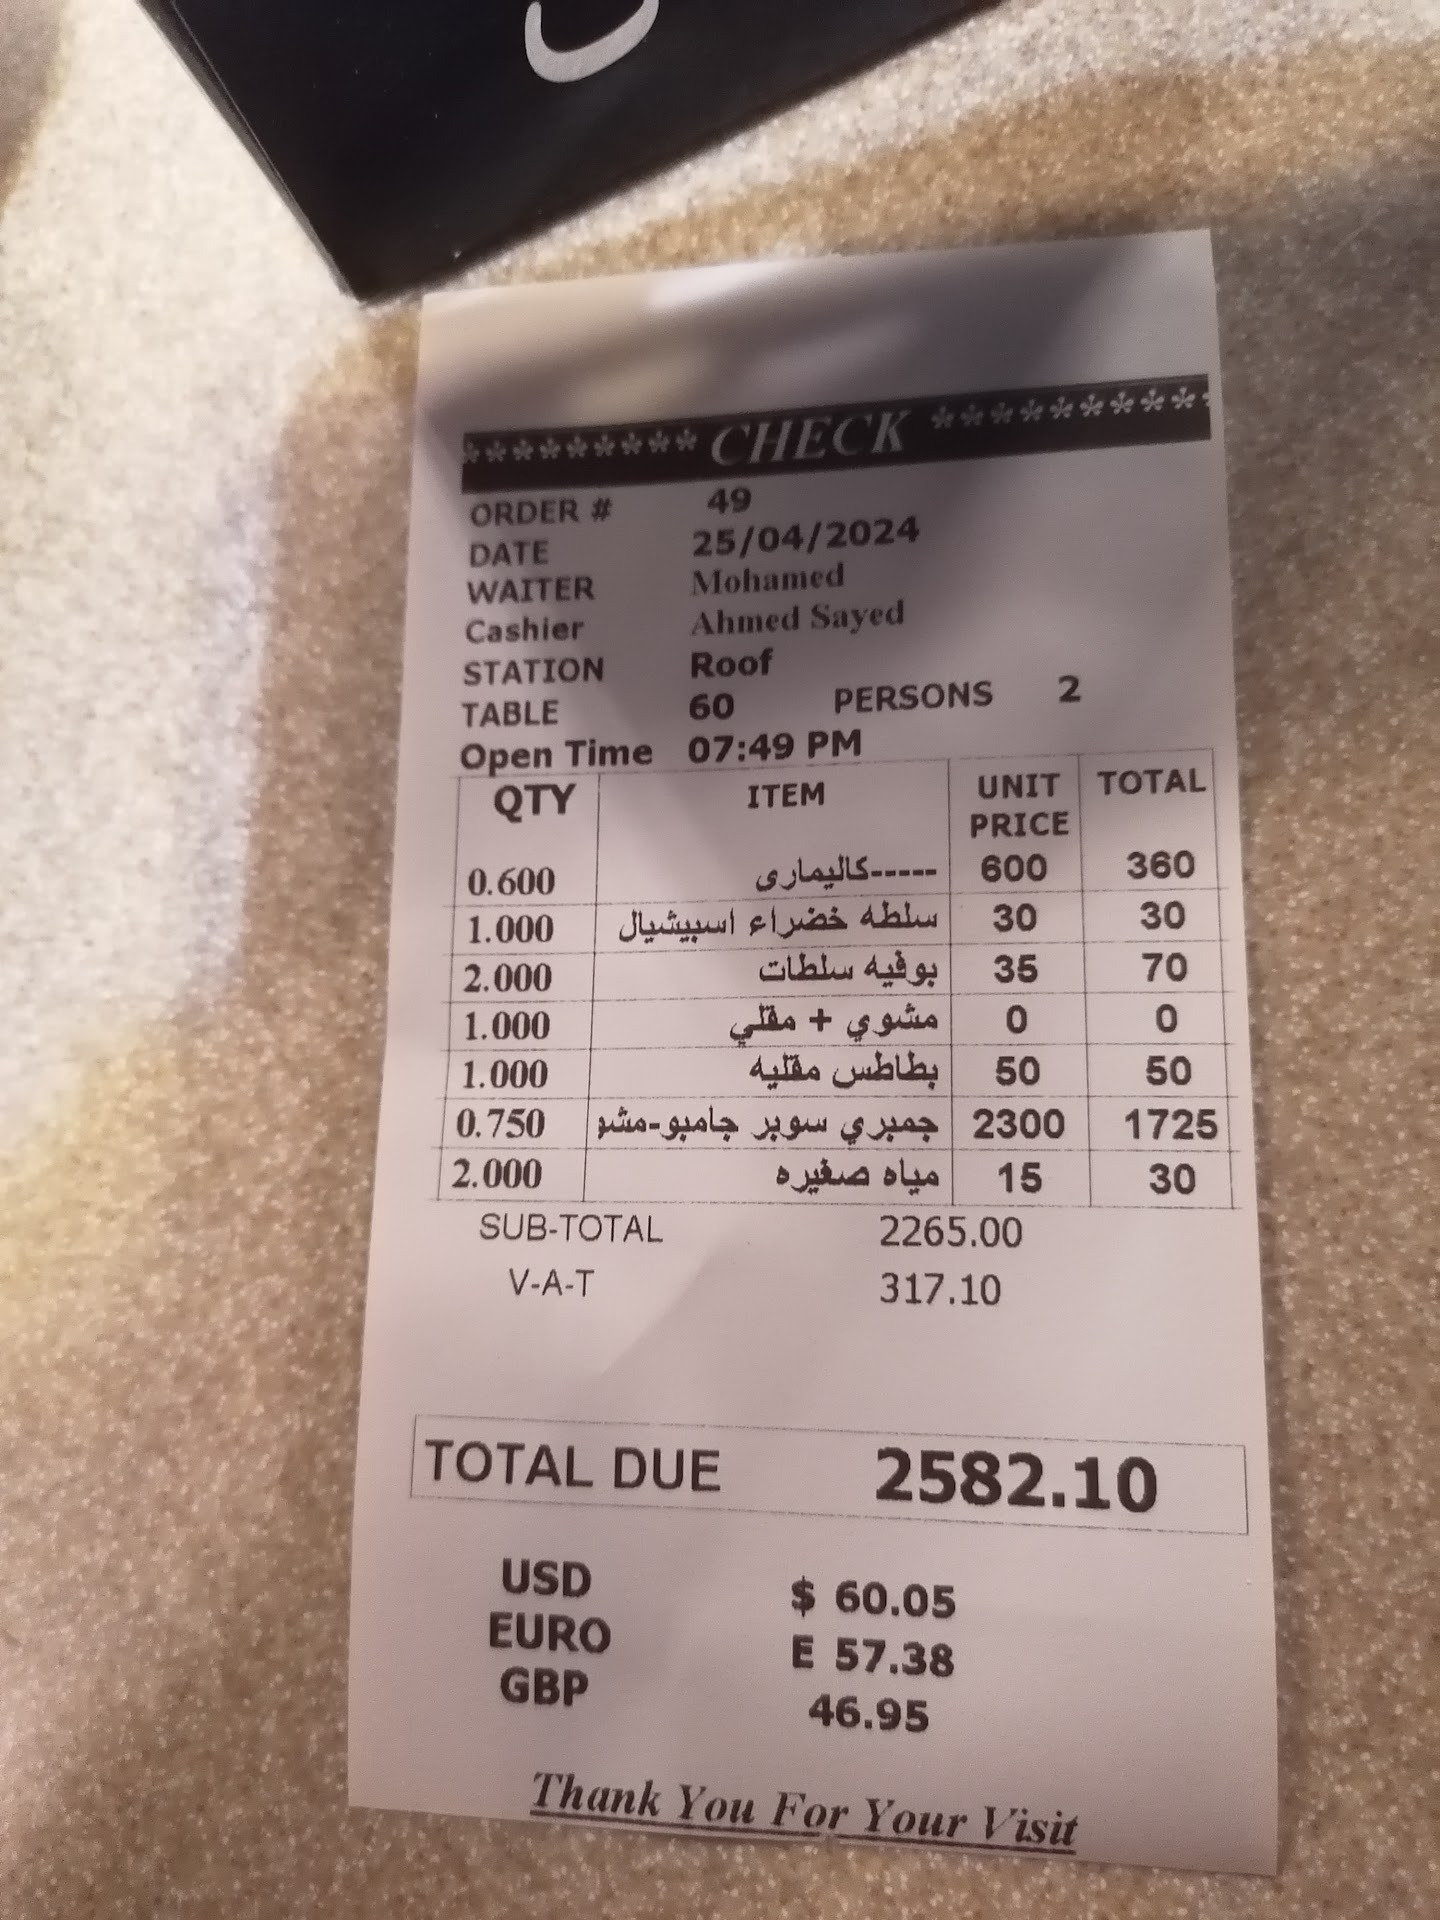 ********* CHECK **********
ORDER # 49
DATE 25/04/2024
WAITER Mohamed
Cashier Ahmed Sayed
STATION Roof
TABLE 60 PERSONS 2
Open Time 07:49 PM
QTY ITEM UNIT PRICE TOTAL
0.600 كاليمارى----- 600 360
1.000 سلطه خضراء اسبيشيال 30 30
2.000 بوفيه سلطات 35 70
1.000 مشوي + مقلي 0 0
1.000 بطاطس مقليه 50 50
0.750 جمبري سوبر جامبو-مشو 2300 1725
2.000 مياه صغيره 15 30
SUB-TOTAL 2265.00
V-A-T 317.10
TOTAL DUE 2582.10
USD $ 60.05
EURO E 57.38
GBP 46.95
Thank You For Your Visit